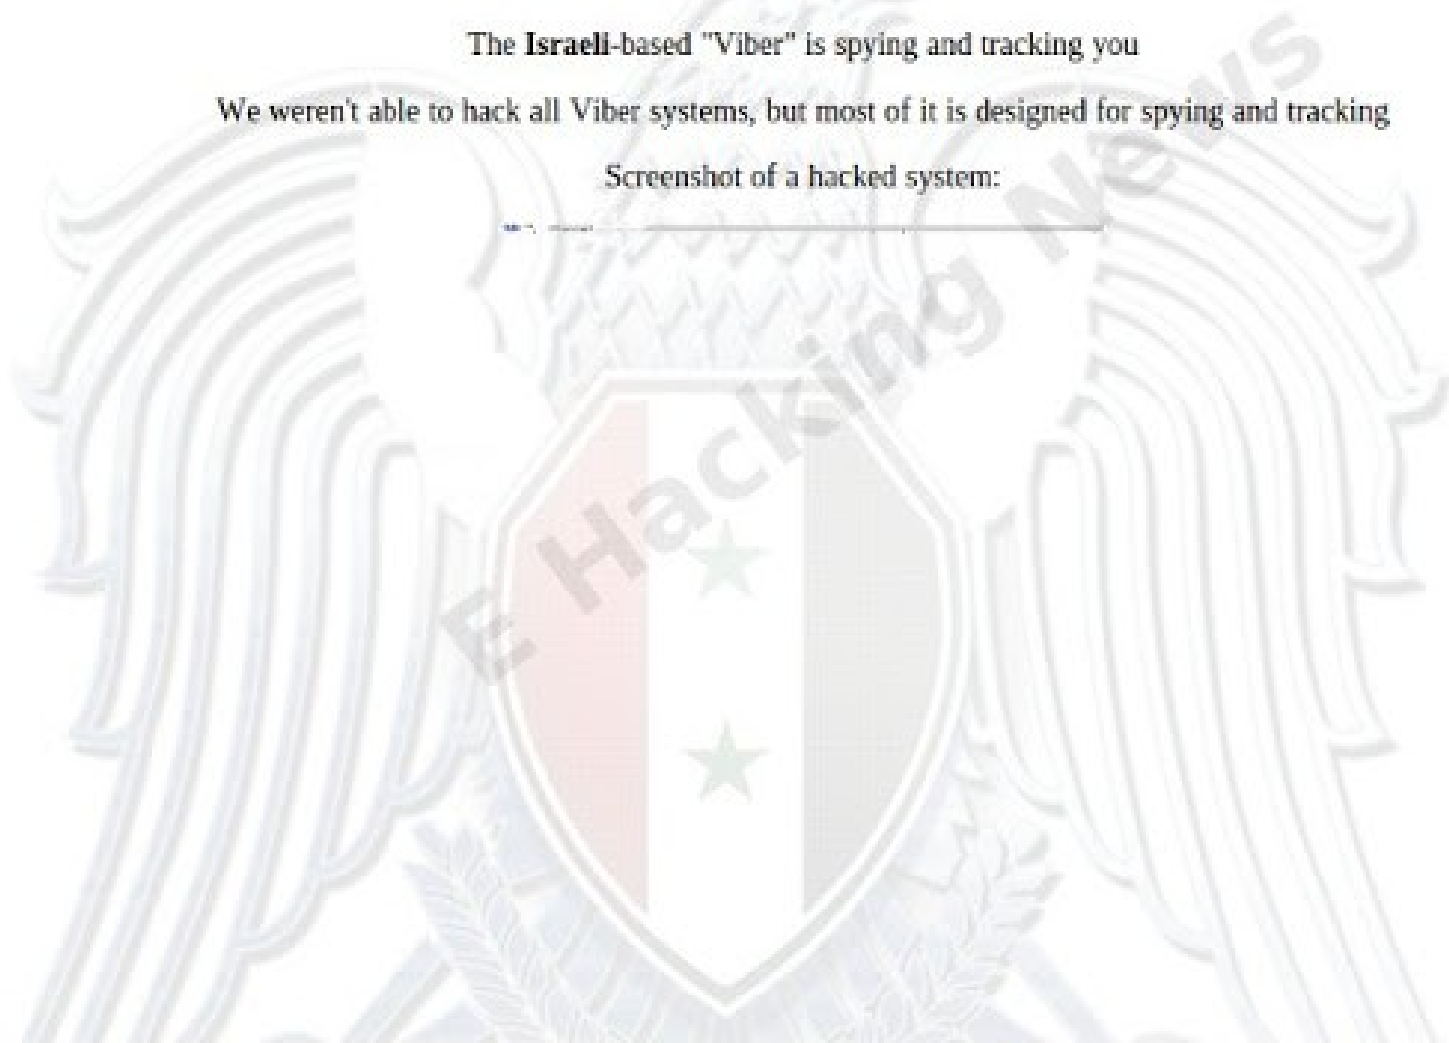 The Israeli-based "Viber" is spying and tracking you
We weren't able to hack all Viber systems, but most of it is designed for spying and tracking
Screenshot of a hacked system:
E Hacking News